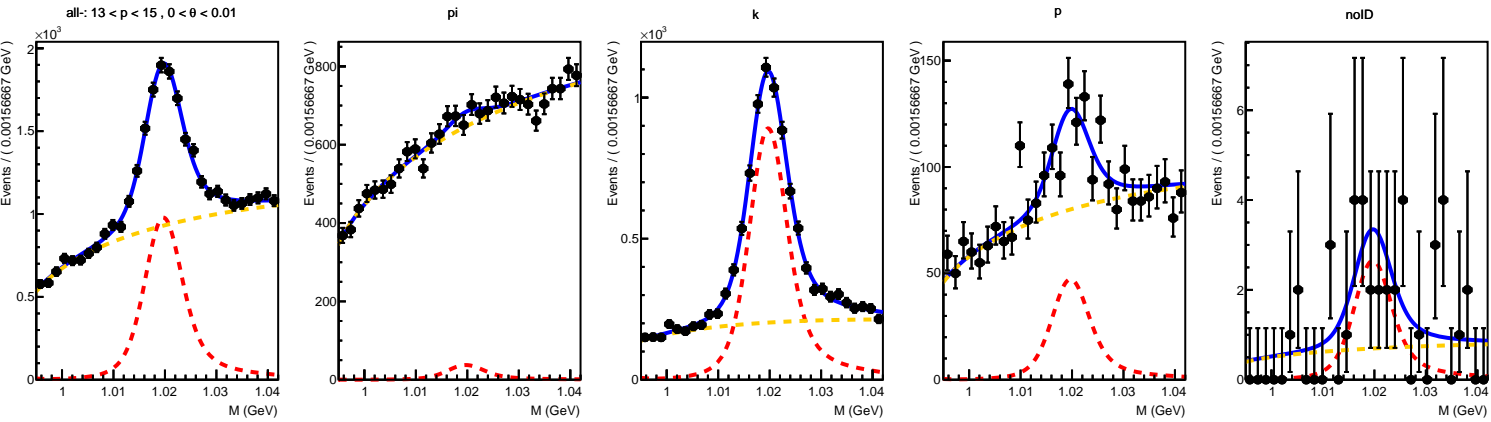 all-: 13 < p < 15 , 0 < θ < 0.01
pi
k
p
noID
×10³
×10³
Events / ( 0.00156667 GeV )
Events / ( 0.00156667 GeV )
Events / ( 0.00156667 GeV )
Events / ( 0.00156667 GeV )
Events / ( 0.00156667 GeV )
2
1.5
1
0.5
0
800
600
400
200
0
1
0.5
0
150
100
50
0
6
4
2
0
1 1.01 1.02 1.03 1.04
1 1.01 1.02 1.03 1.04
1 1.01 1.02 1.03 1.04
1 1.01 1.02 1.03 1.04
1 1.01 1.02 1.03 1.04
M (GeV)
M (GeV)
M (GeV)
M (GeV)
M (GeV)